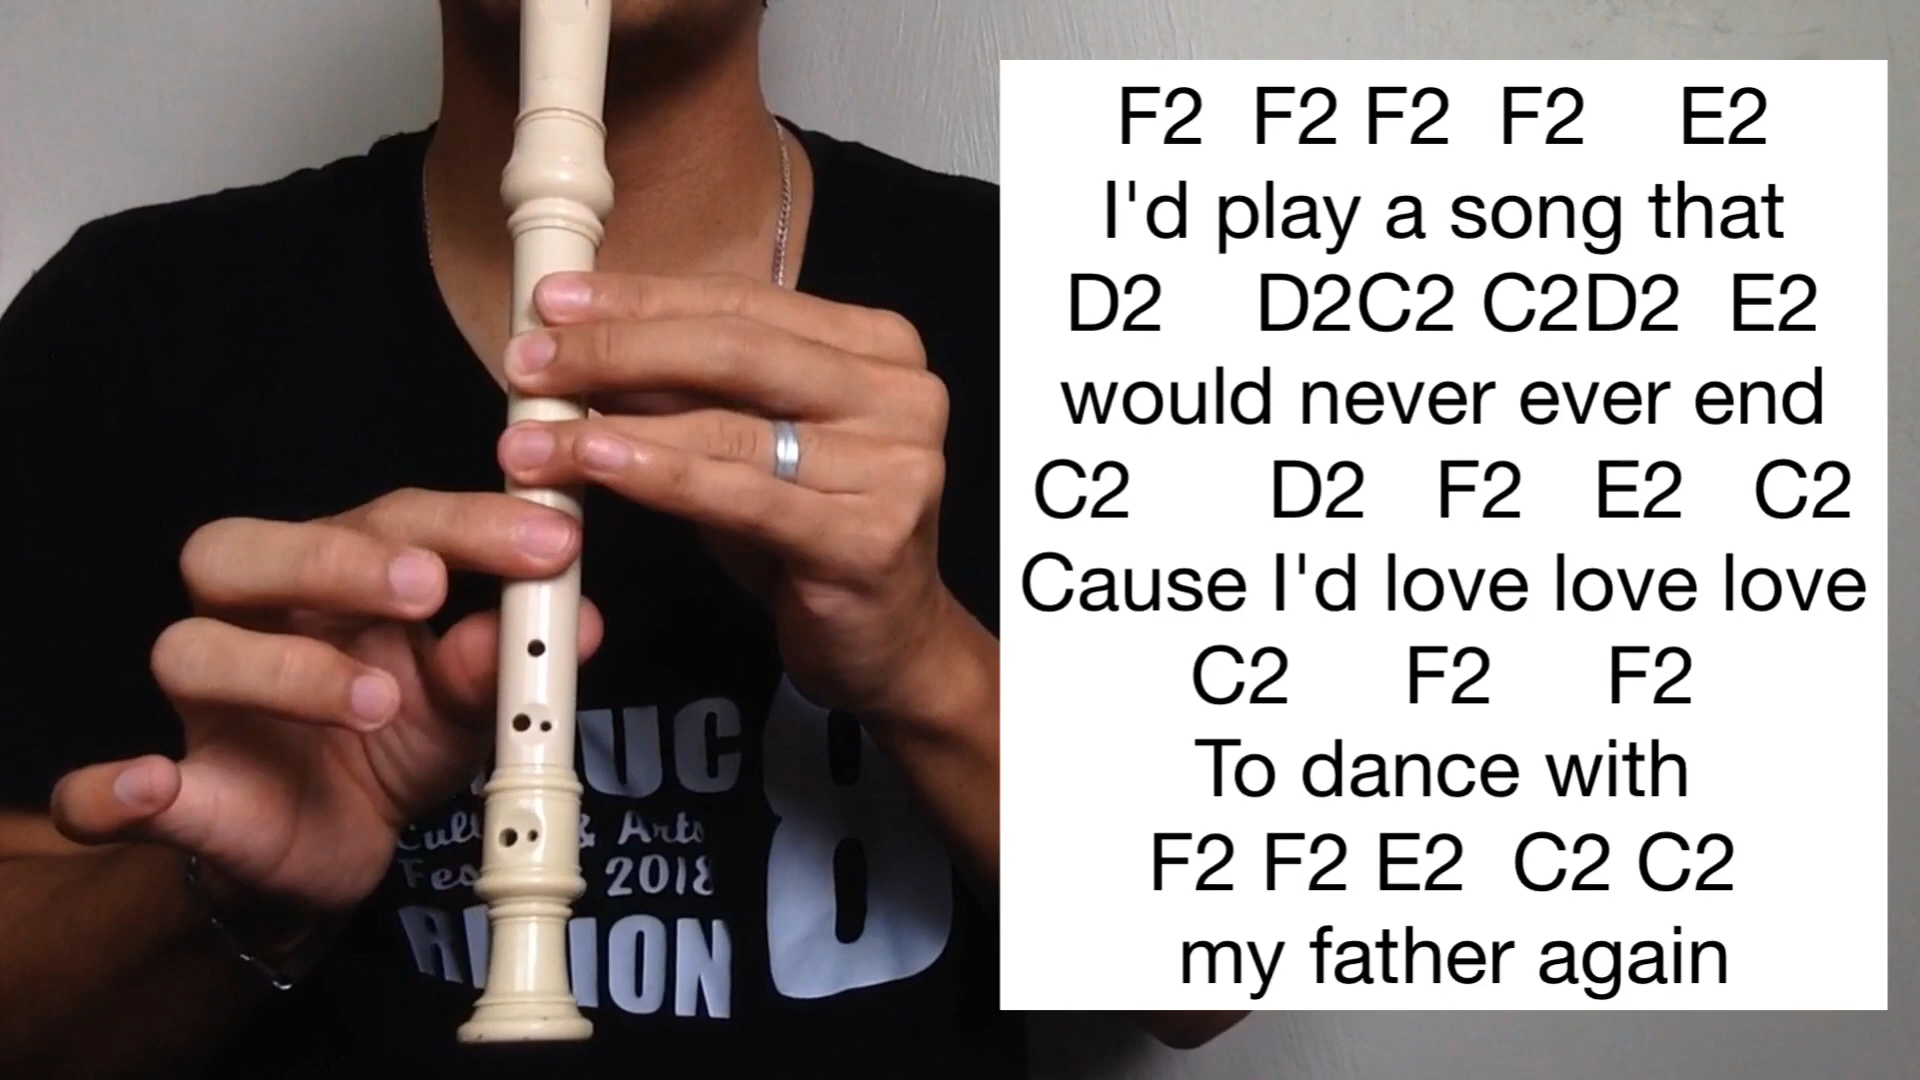 F2 F2 F2 F2 E2
I'd play a song that
D2 D2C2 C2D2 E2
would never ever end
C2 D2 F2 E2 C2
Cause I'd love love love
C2 F2 F2
To dance with
F2 F2 E2 C2 C2
my father again
UC
8
& Arts
2018